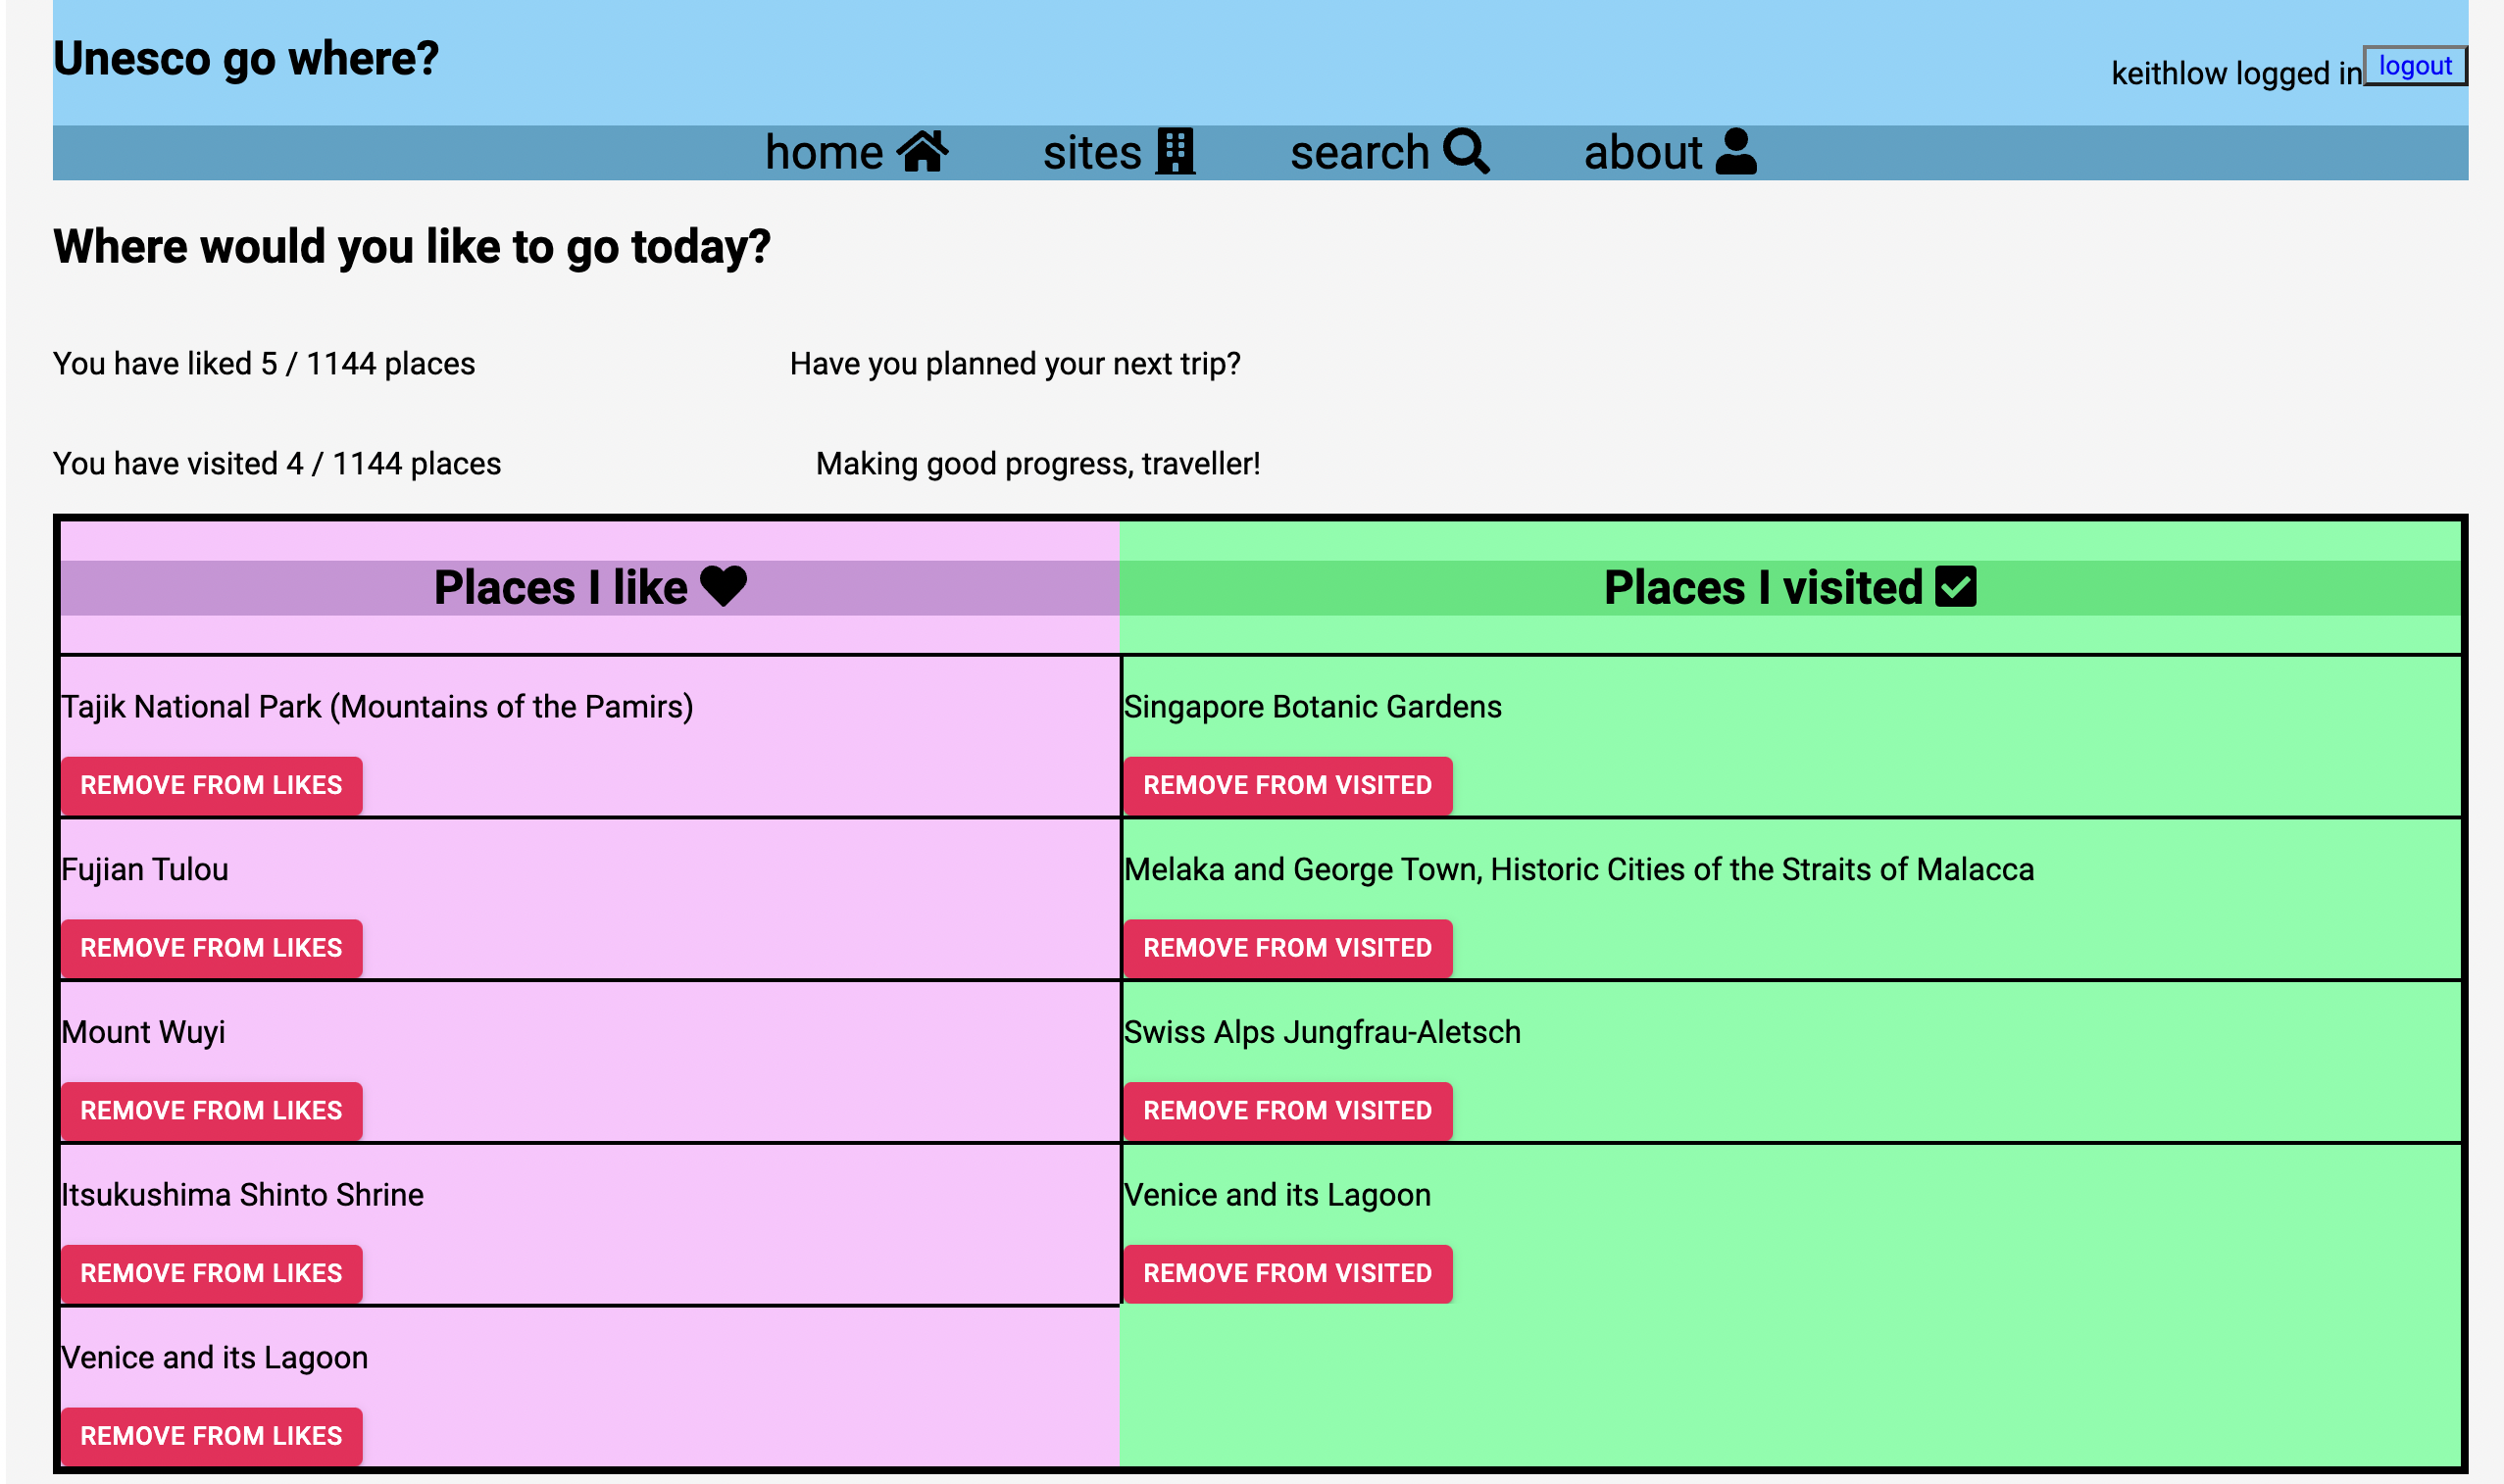 Unesco go where?
keithlow logged in logout
home sites search about
Where would you like to go today?
You have liked 5 / 1144 places Have you planned your next trip?
You have visited 4 / 1144 places Making good progress, traveller!
Places I like Places I visited
Tajik National Park (Mountains of the Pamirs) Singapore Botanic Gardens
REMOVE FROM LIKES REMOVE FROM VISITED
Fujian Tulou Melaka and George Town, Historic Cities of the Straits of Malacca
REMOVE FROM LIKES REMOVE FROM VISITED
Mount Wuyi Swiss Alps Jungfrau-Aletsch
REMOVE FROM LIKES REMOVE FROM VISITED
Itsukushima Shinto Shrine Venice and its Lagoon
REMOVE FROM LIKES REMOVE FROM VISITED
Venice and its Lagoon
REMOVE FROM LIKES